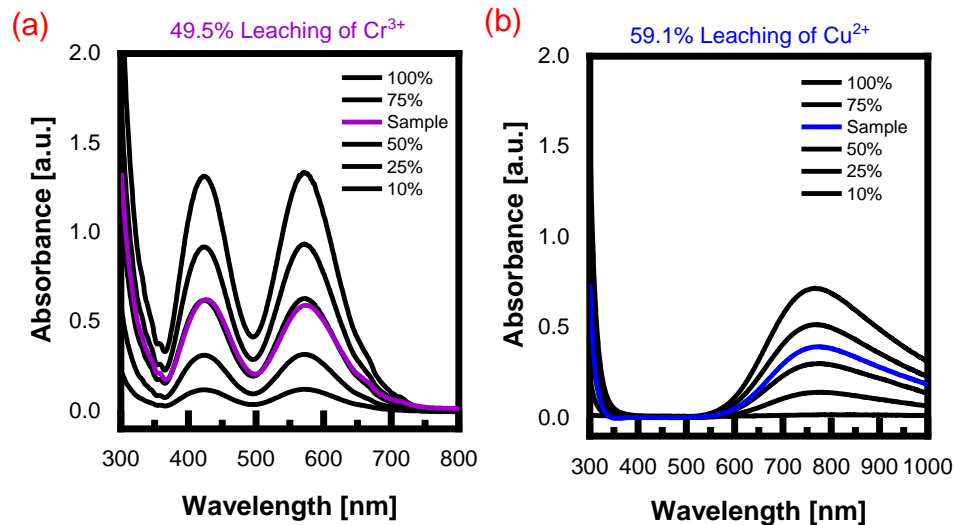 (a)
49.5% Leaching of Cr³⁺
2.0
1.5
1.0
0.5
0.0
Absorbance [a.u.]
100%
75%
Sample
50%
25%
10%
300 400 500 600 700 800
Wavelength [nm]
(b)
59.1% Leaching of Cu²⁺
2.0
1.5
1.0
0.5
0.0
Absorbance [a.u.]
100%
75%
Sample
50%
25%
10%
300 400 500 600 700 800 900 1000
Wavelength [nm]